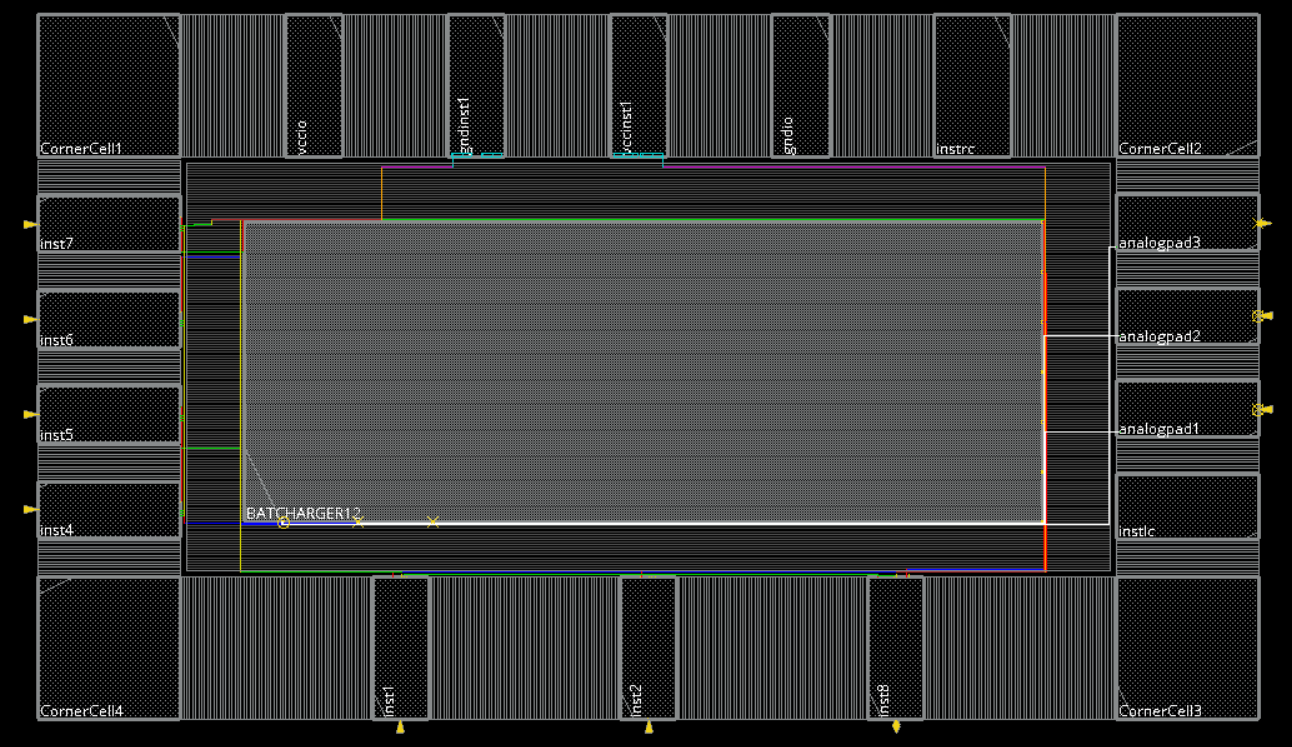 vccio
gndinst1
vccinst1
gndio
instrc
CornerCell1
CornerCell2
inst7
analogpad3
inst6
analogpad2
inst5
analogpad1
BATCHARGER12
inst4
instlc
inst1
inst2
inst8
CornerCell4
CornerCell3